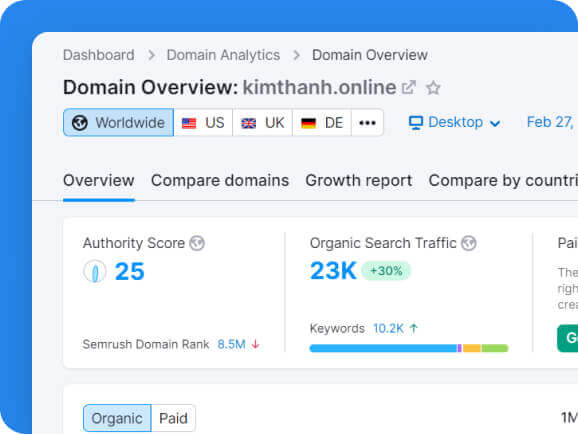 Dashboard > Domain Analytics > Domain Overview
Domain Overview: kimthanh.online
Worldwide US UK DE ••• Desktop Feb 27,
Overview Compare domains Growth report Compare by countri
Authority Score Organic Search Traffic Pai
25 23K +30%
The
righ
crea
Keywords 10.2K ↑
Semrush Domain Rank 8.5M ↓
Organic Paid 1M